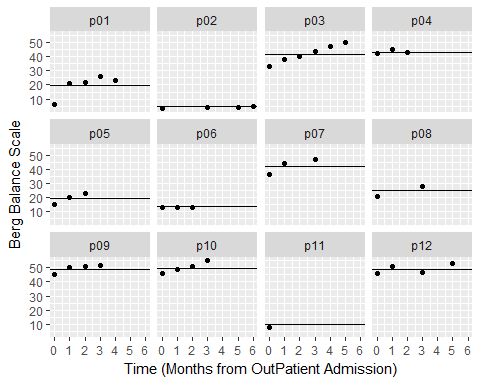 p01 p02 p03 p04
50
40
30
20
10
p05 p06 p07 p08
50
40
30
20
10
p09 p10 p11 p12
50
40
30
20
10
0 1 2 3 4 5 6 0 1 2 3 4 5 6 0 1 2 3 4 5 6 0 1 2 3 4 5 6
Time (Months from OutPatient Admission)
Berg Balance Scale